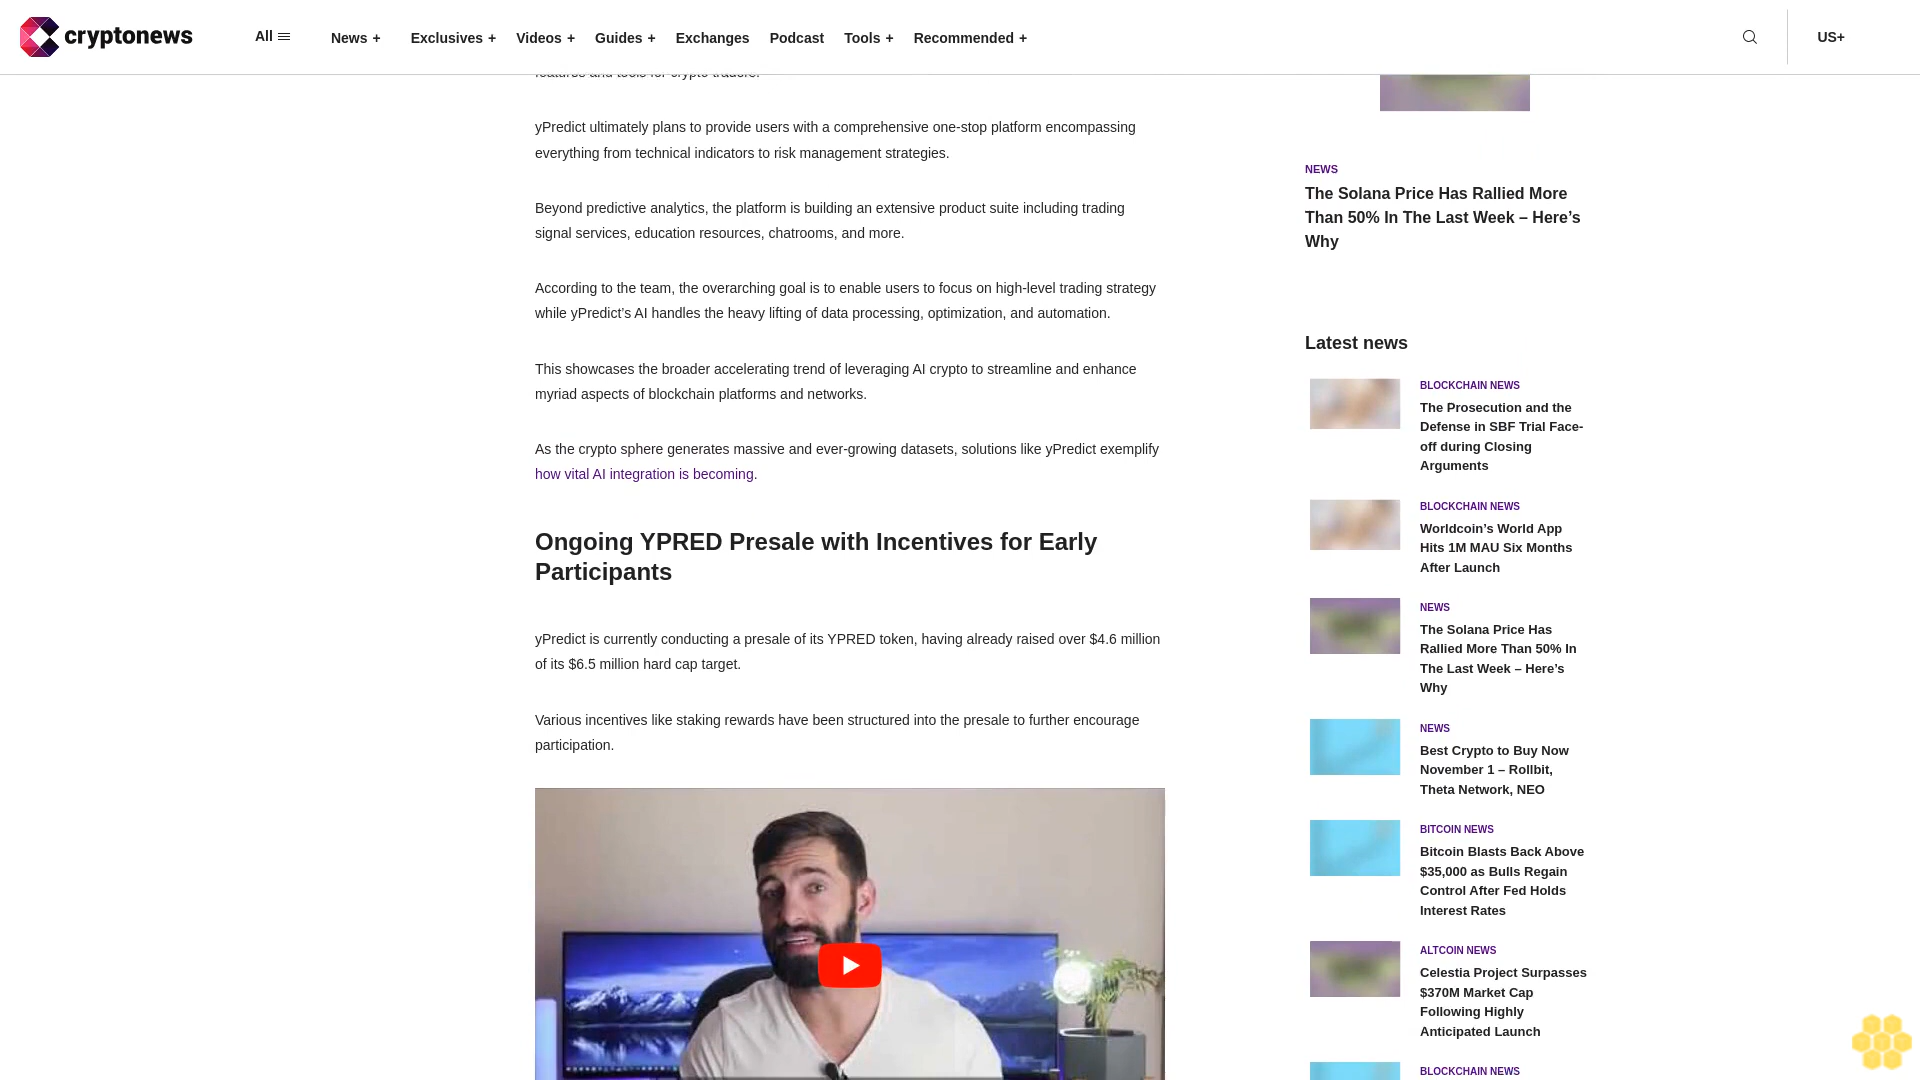 cryptonews
All
News +
Exclusives +
Videos +
Guides +
Exchanges
Podcast
Tools +
Recommended +
US+
features and tools for crypto traders.
yPredict ultimately plans to provide users with a comprehensive one-stop platform encompassing
everything from technical indicators to risk management strategies.
Beyond predictive analytics, the platform is building an extensive product suite including trading
signal services, education resources, chatrooms, and more.
According to the team, the overarching goal is to enable users to focus on high-level trading strategy
while yPredict’s AI handles the heavy lifting of data processing, optimization, and automation.
This showcases the broader accelerating trend of leveraging AI crypto to streamline and enhance
myriad aspects of blockchain platforms and networks.
As the crypto sphere generates massive and ever-growing datasets, solutions like yPredict exemplify
how vital AI integration is becoming.
Ongoing YPRED Presale with Incentives for Early
Participants
yPredict is currently conducting a presale of its YPRED token, having already raised over $4.6 million
of its $6.5 million hard cap target.
Various incentives like staking rewards have been structured into the presale to further encourage
participation.
NEWS
The Solana Price Has Rallied More
Than 50% In The Last Week – Here’s
Why
Latest news
BLOCKCHAIN NEWS
The Prosecution and the
Defense in SBF Trial Face-
off during Closing
Arguments
BLOCKCHAIN NEWS
Worldcoin’s World App
Hits 1M MAU Six Months
After Launch
NEWS
The Solana Price Has
Rallied More Than 50% In
The Last Week – Here’s
Why
NEWS
Best Crypto to Buy Now
November 1 – Rollbit,
Theta Network, NEO
BITCOIN NEWS
Bitcoin Blasts Back Above
$35,000 as Bulls Regain
Control After Fed Holds
Interest Rates
ALTCOIN NEWS
Celestia Project Surpasses
$370M Market Cap
Following Highly
Anticipated Launch
BLOCKCHAIN NEWS